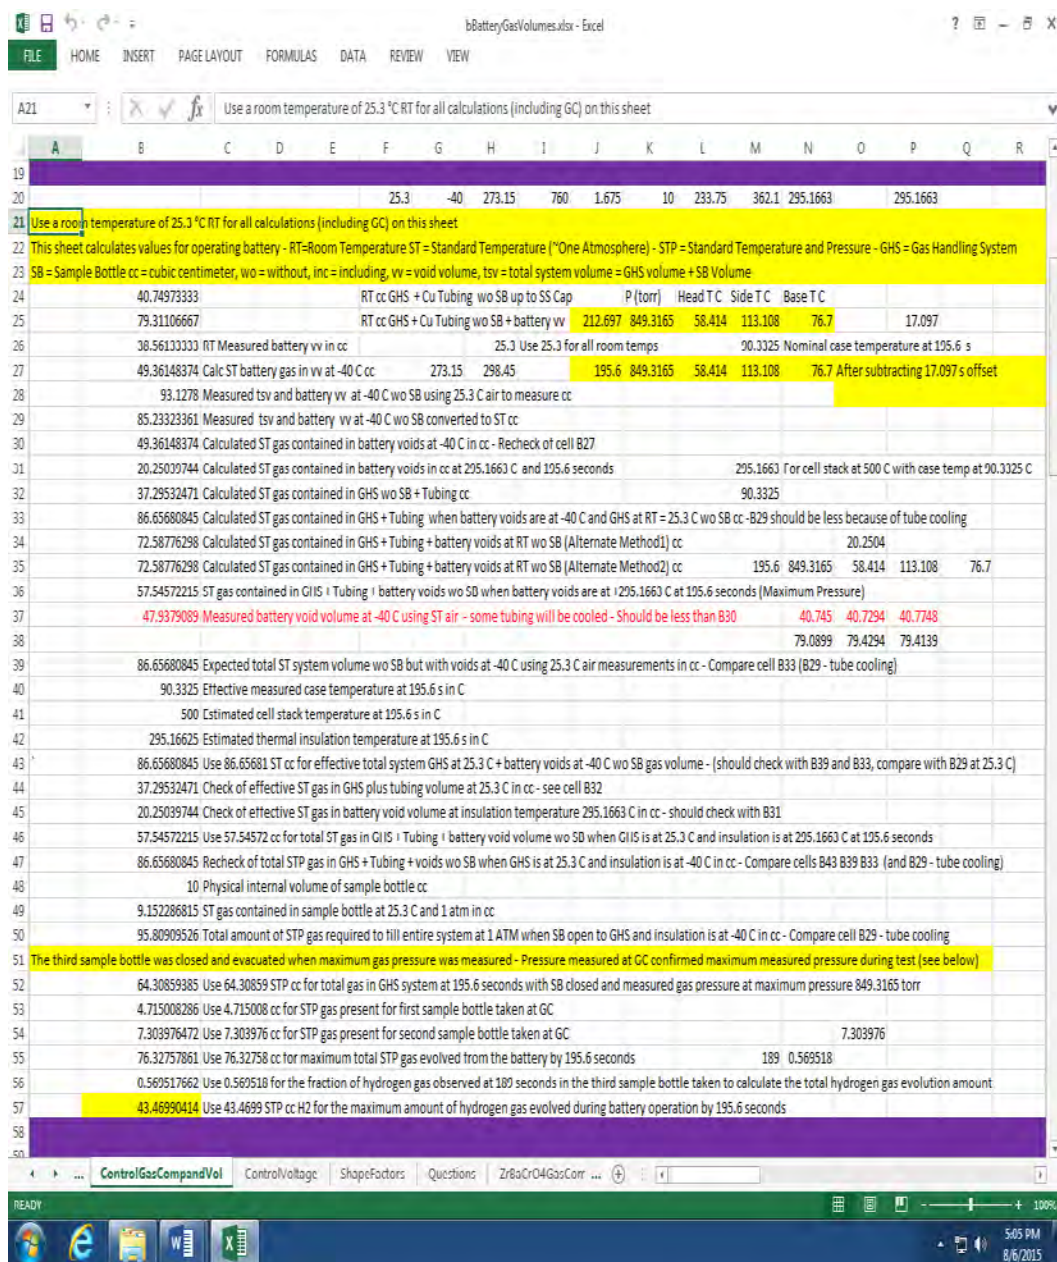 bBatteryGasVolumes.xlsx - Excel
FILE HOME INSERT PAGE LAYOUT FORMULAS DATA REVIEW VIEW
A21 fx Use a room temperature of 25.3 °C RT for all calculations (including GC) on this sheet
A B C D E F G H I J K L M N O P Q R
19
20 25.3 -40 273.15 760 1.675 10 233.75 362.1 295.1663 295.1663
21 Use a room temperature of 25.3 °C RT for all calculations (including GC) on this sheet
22 This sheet calculates values for operating battery - RT=Room Temperature ST = Standard Temperature (~One Atmosphere) - STP = Standard Temperature and Pressure - GHS = Gas Handling System
23 SB = Sample Bottle cc = cubic centimeter, wo = without, inc = including, vv = void volume, tsv = total system volume = GHS volume + SB Volume
24 40.74973333 RT cc GHS + Cu Tubing wo SB up to SS Cap P (torr) Head T C Side T C Base T C
25 79.31106667 RT cc GHS + Cu Tubing wo SB + battery vv 212.697 849.3165 58.414 113.108 76.7 17.097
26 38.56133333 RT Measured battery vv in cc 25.3 Use 25.3 for all room temps 90.3325 Nominal case temperature at 195.6 s
27 49.36148374 Calc ST battery gas in vv at -40 C cc 273.15 298.45 195.6 849.3165 58.414 113.108 76.7 After subtracting 17.097 s offset
28 93.1278 Measured tsv and battery vv at -40 C wo SB using 25.3 C air to measure cc
29 85.23323361 Measured tsv and battery vv at -40 C wo SB converted to ST cc
30 49.36148374 Calculated ST gas contained in battery voids at -40 C in cc - Recheck of cell B27
31 20.25039744 Calculated ST gas contained in battery voids in cc at 295.1663 C and 195.6 seconds 295.1663 For cell stack at 500 C with case temp at 90.3325 C
32 37.29532471 Calculated ST gas contained in GHS wo SB + Tubing cc 90.3325
33 86.65680845 Calculated ST gas contained in GHS + Tubing when battery voids are at -40 C and GHS at RT = 25.3 C wo SB cc -B29 should be less because of tube cooling
34 72.58776298 Calculated ST gas contained in GHS + Tubing + battery voids at RT wo SB (Alternate Method1) cc 20.2504
35 72.58776298 Calculated ST gas contained in GHS + Tubing + battery voids at RT wo SB (Alternate Method2) cc 195.6 849.3165 58.414 113.108 76.7
36 57.54572215 ST gas contained in GHS + Tubing + battery voids wo SB when battery voids are at +295.1663 C at 195.6 seconds (Maximum Pressure)
37 47.9379089 Measured battery void volume at -40 C using ST air - some tubing will be cooled - Should be less than B30 40.745 40.7294 40.7748
38 79.0899 79.4294 79.4139
39 86.65680845 Expected total ST system volume wo SB but with voids at -40 C using 25.3 C air measurements in cc - Compare cell B33 (B29 - tube cooling)
40 90.3325 Effective measured case temperature at 195.6 s in C
41 500 Estimated cell stack temperature at 195.6 s in C
42 295.16625 Estimated thermal insulation temperature at 195.6 s in C
43 ` 86.65680845 Use 86.65681 ST cc for effective total system GHS at 25.3 C + battery voids at -40 C wo SB gas volume - (should check with B39 and B33, compare with B29 at 25.3 C)
44 37.29532471 Check of effective ST gas in GHS plus tubing volume at 25.3 C in cc - see cell B32
45 20.25039744 Check of effective ST gas in battery void volume at insulation temperature 295.1663 C in cc - should check with B31
46 57.54572215 Use 57.54572 cc for total ST gas in GHS + Tubing + battery void volume wo SB when GHS is at 25.3 C and insulation is at 295.1663 C at 195.6 seconds
47 86.65680845 Recheck of total STP gas in GHS + Tubing + voids wo SB when GHS is at 25.3 C and insulation is at -40 C in cc - Compare cells B43 B39 B33 (and B29 - tube cooling)
48 10 Physical internal volume of sample bottle cc
49 9.152286815 ST gas contained in sample bottle at 25.3 C and 1 atm in cc
50 95.80909526 Total amount of STP gas required to fill entire system at 1 ATM when SB open to GHS and insulation is at -40 C in cc - Compare cell B29 - tube cooling
51 The third sample bottle was closed and evacuated when maximum gas pressure was measured - Pressure measured at GC confirmed maximum measured pressure during test (see below)
52 64.30859385 Use 64.30859 STP cc for total gas in GHS system at 195.6 seconds with SB closed and measured gas pressure at maximum pressure 849.3165 torr
53 4.715008286 Use 4.715008 cc for STP gas present for first sample bottle taken at GC
54 7.303976472 Use 7.303976 cc for STP gas present for second sample bottle taken at GC 7.303976
55 76.32757861 Use 76.32758 cc for maximum total STP gas evolved from the battery by 195.6 seconds 189 0.569518
56 0.569517662 Use 0.569518 for the fraction of hydrogen gas observed at 189 seconds in the third sample bottle taken to calculate the total hydrogen gas evolution amount
57 43.46990414 Use 43.4699 STP cc H2 for the maximum amount of hydrogen gas evolved during battery operation by 195.6 seconds
58
59
... ControlGasCompandVol ControlVoltage ShapeFactors Questions ZrBaCrO4GasCorr ...
READY 100%
5:05 PM
8/6/2015